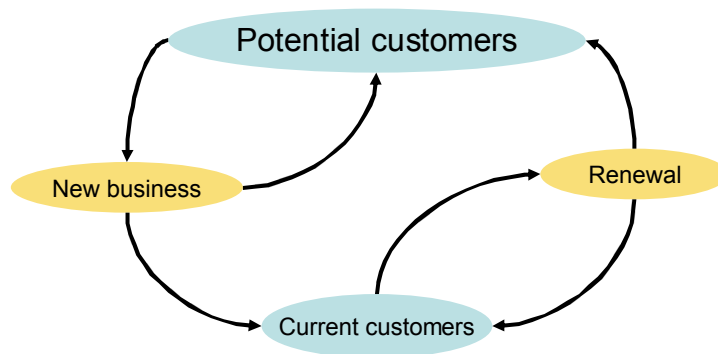 Potential customers
New business
Renewal
Current customers